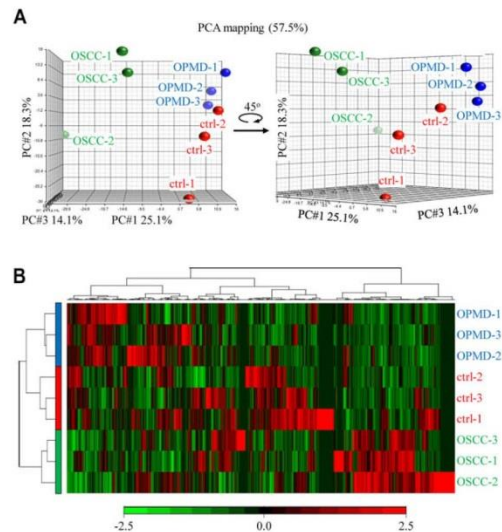 A
PCA mapping (57.5%)
OSCC-1
OSCC-3
OSCC-2
OPMD-1
OPMD-2
OPMD-3
ctrl-2
ctrl-3
ctrl-1
PC#2 18.3%
PC#3 14.1%
PC#1 25.1%
45°
OSCC-1
OSCC-3
OSCC-2
OPMD-1
OPMD-2
OPMD-3
ctrl-2
ctrl-3
ctrl-1
PC#2 18.3%
PC#1 25.1%
PC#3 14.1%
B
OPMD-1
OPMD-3
OPMD-2
ctrl-2
ctrl-3
ctrl-1
OSCC-3
OSCC-1
OSCC-2
-2.5
0.0
2.5